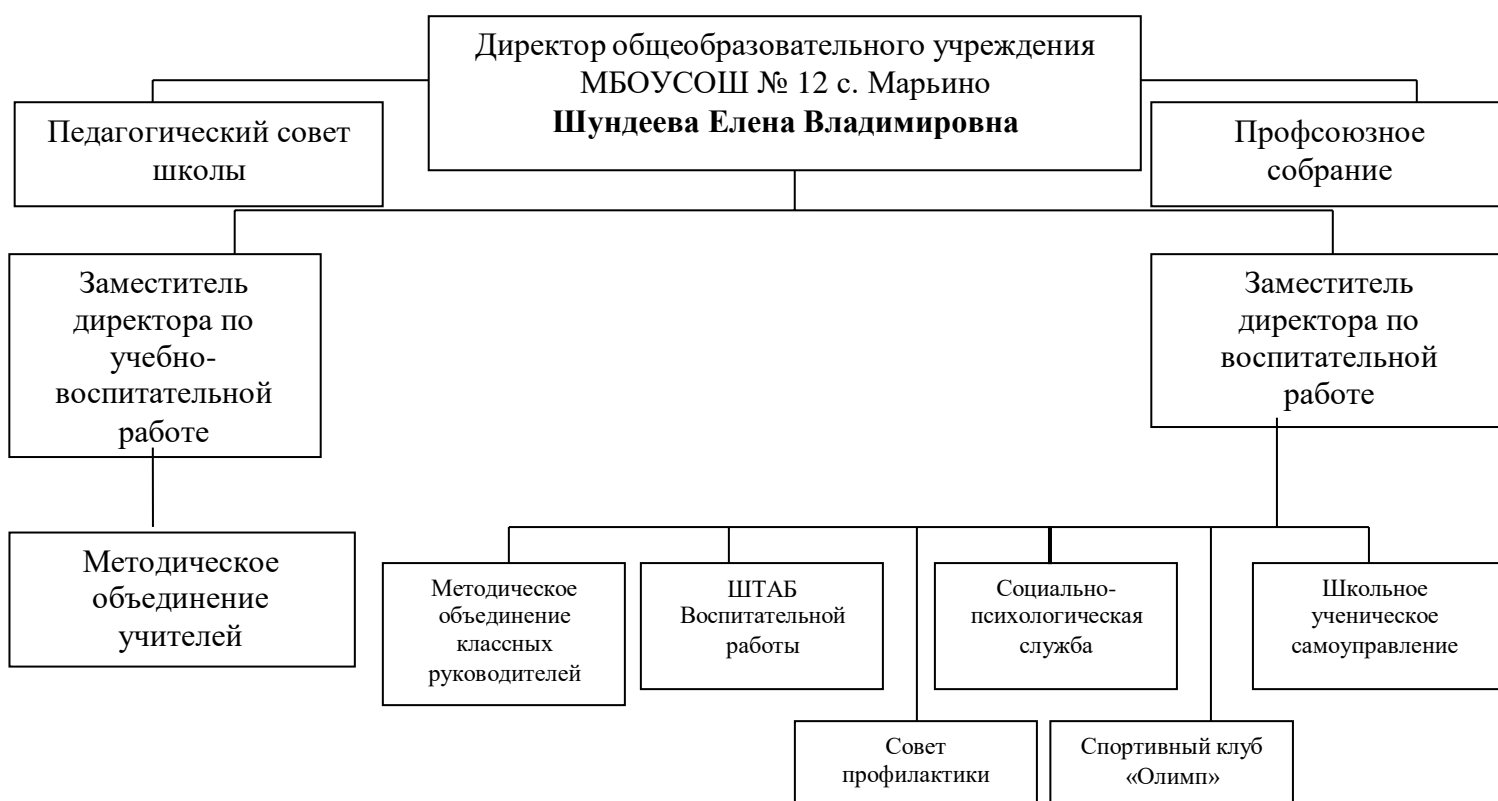 Директор общеобразовательного учреждения
МБОУСОШ № 12 с. Марьино
Шундеева Елена Владимировна
Педагогический совет
школы
Профсоюзное
собрание
Заместитель
директора по
учебно-
воспитательной
работе
Заместитель
директора по
воспитательной
работе
Методическое
объединение
учителей
Методическое
объединение
классных
руководителей
ШТАБ
Воспитательной
работы
Социально-
психологическая
служба
Школьное
ученическое
самоуправление
Совет
профилактики
Спортивный клуб
«Олимп»